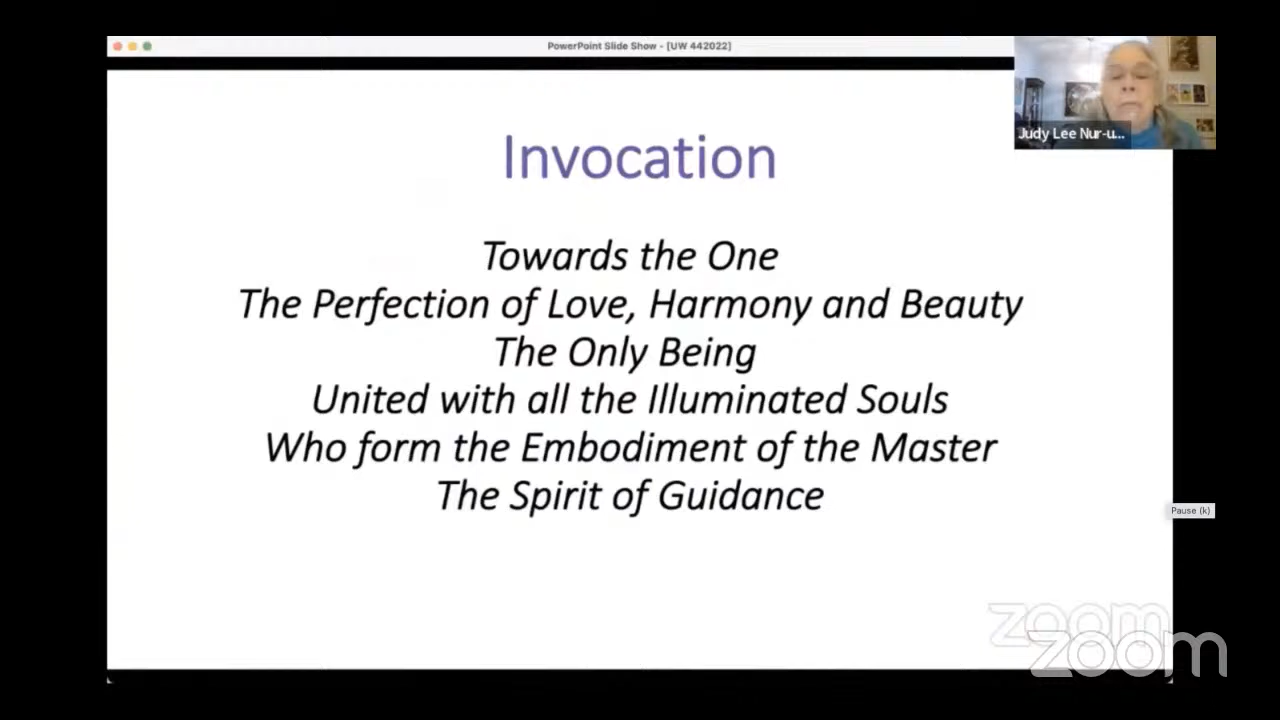 PowerPoint Slide Show - [UW 442022]
Judy Lee Nur-u...
Invocation
Towards the One
The Perfection of Love, Harmony and Beauty
The Only Being
United with all the Illuminated Souls
Who form the Embodiment of the Master
The Spirit of Guidance
Pause (k)
zoom
zoom